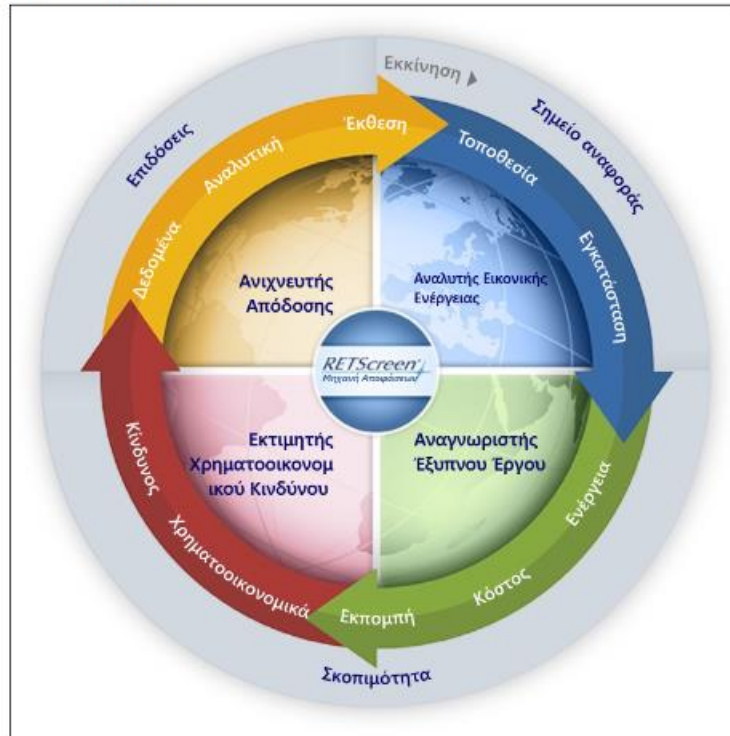 Εκκίνηση
Σημείο αναφοράς
Τοποθεσία
Εγκατάσταση
Αναλυτής Εικονικής
Ενέργειας
Ενέργεια
Κόστος
Εκπομπή
Αναγνωριστής
Έξυπνου Έργου
Σκοπιμότητα
Χρηματοοικονομικά
Κίνδυνος
Εκτιμητής
Χρηματοοικονομ
ικού Κινδύνου
Επιδόσεις
Δεδομένα
Αναλυτική
Έκθεση
Ανιχνευτής
Απόδοσης
RETScreen
Μηχανή Αποφάσεων